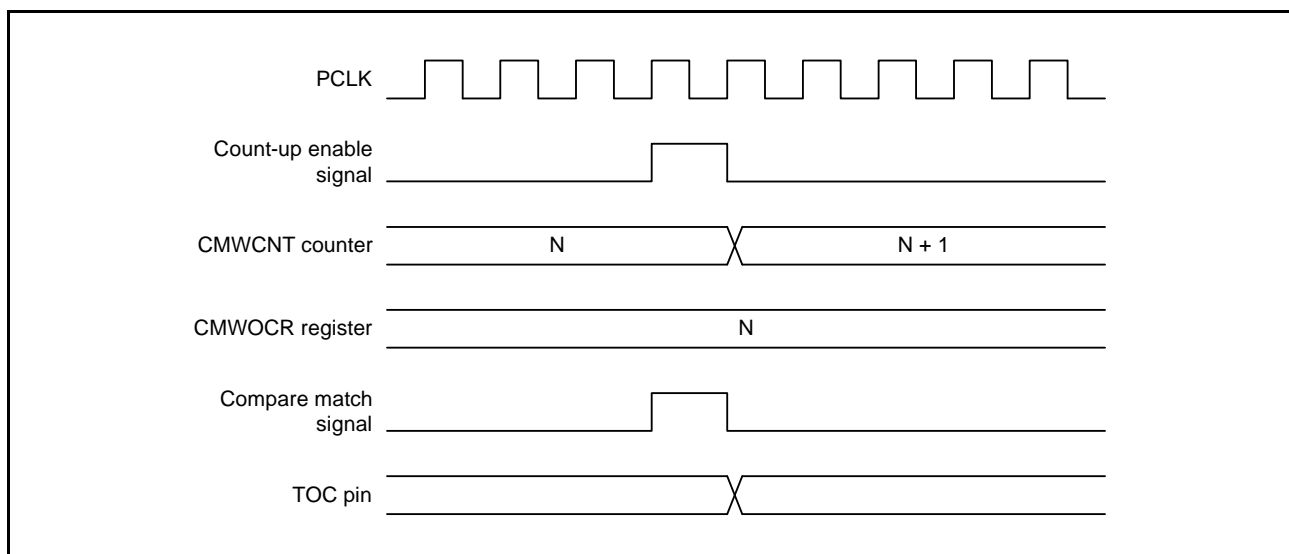 PCLK
Count-up enable
signal
CMWCNT counter
N
N + 1
CMWOCR register
N
Compare match
signal
TOC pin